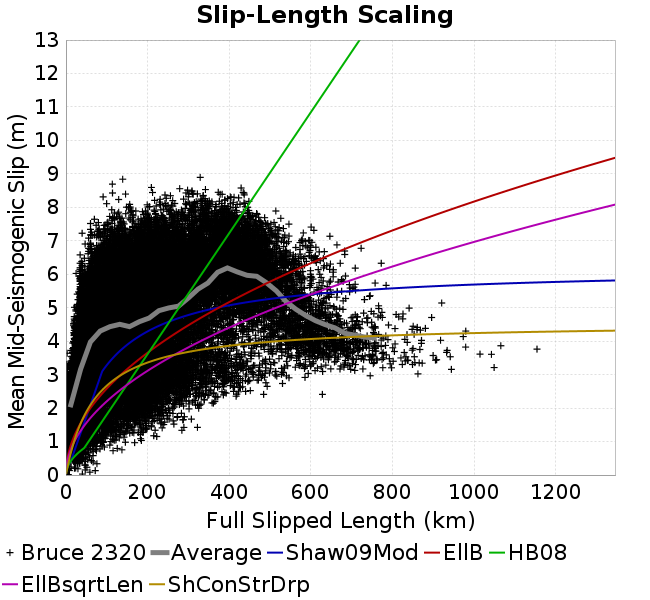 Slip-Length Scaling
Mean Mid-Seismogenic Slip (m)
13
12
11
10
9
8
7
6
5
4
3
2
1
0
0 200 400 600 800 1000 1200
Full Slipped Length (km)
Bruce 2320 Average Shaw09Mod EllB HB08
EllBsqrtLen ShConStrDrp